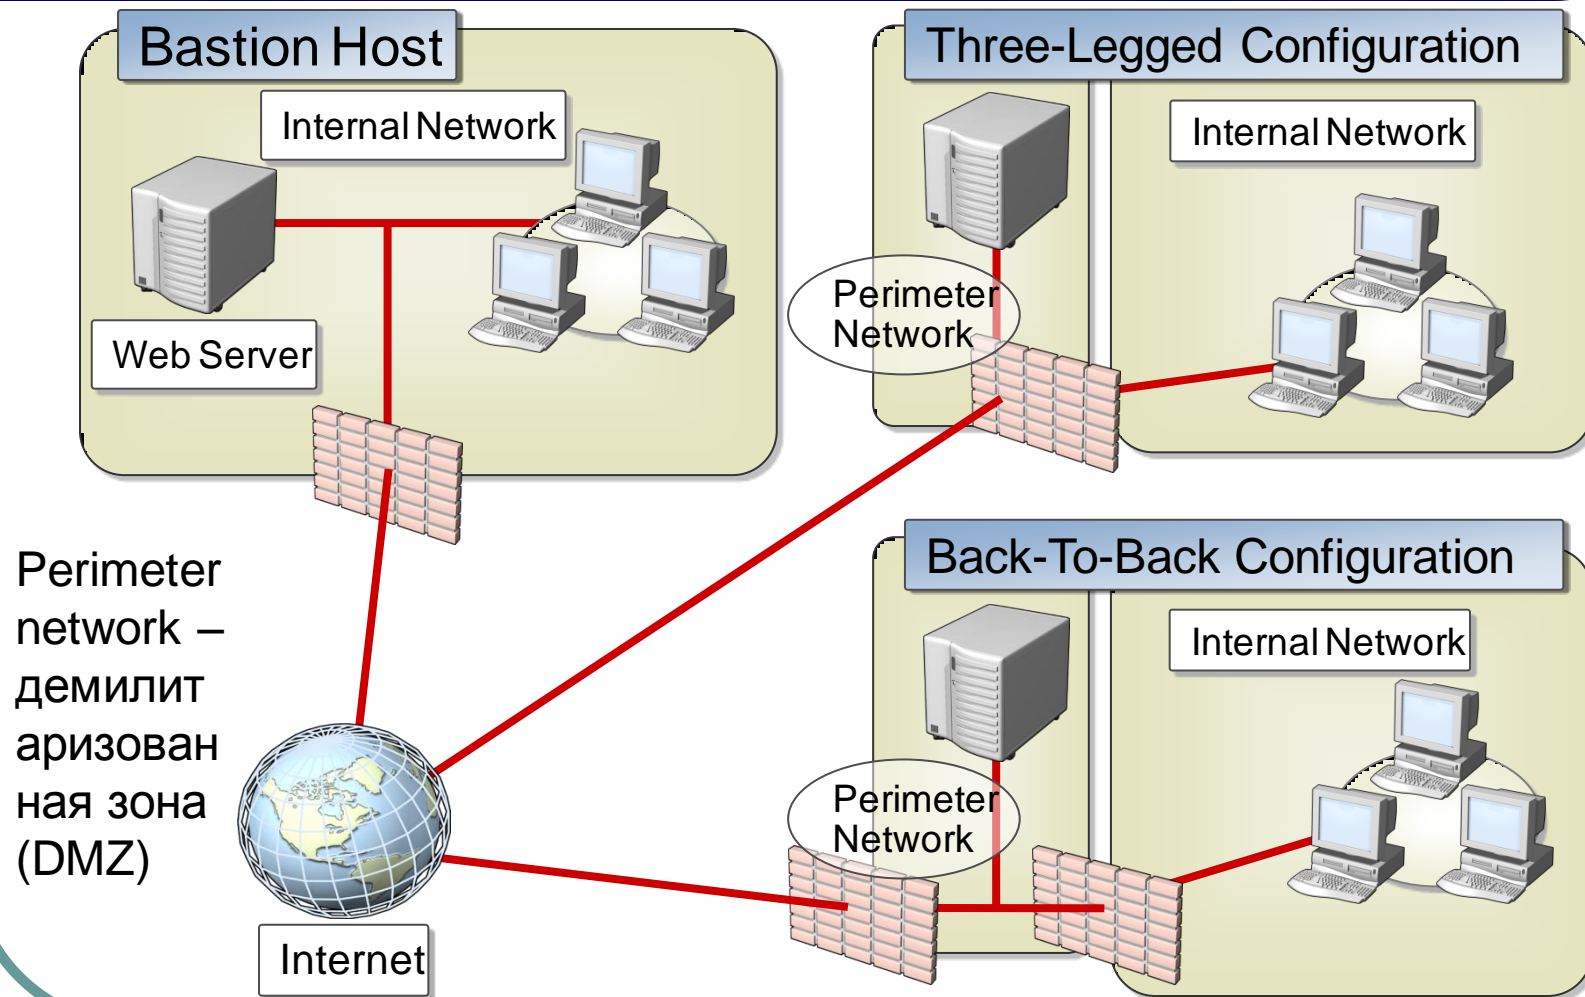 Bastion Host
Internal Network
Web Server
Three-Legged Configuration
Internal Network
Perimeter
Network
Perimeter
network –
демилит
аризован
ная зона
(DMZ)
Internet
Back-To-Back Configuration
Internal Network
Perimeter
Network